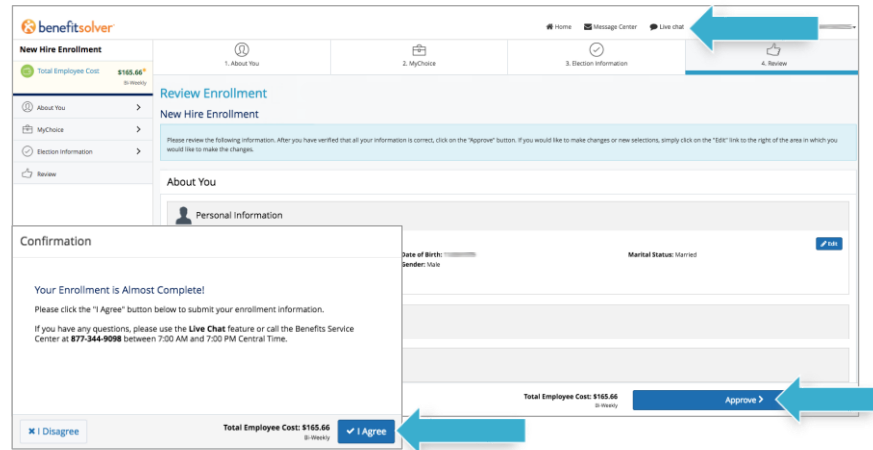 benefitsolver
Home Message Center Live chat
New Hire Enrollment
Total Employee Cost $165.66*
Bi-Weekly
About You
MyChoice
Election Information
Review
1. About You
2. MyChoice
3. Election Information
4. Review
Review Enrollment
New Hire Enrollment
Please review the following information. After you have verified that all your information is correct, click on the "Approve" button. If you would like to make changes or new selections, simply click on the "Edit" link to the right of the area in which you
would like to make the changes.
About You
Personal Information
Edit
Date of Birth:
Marital Status: Married
Gender: Male
Total Employee Cost: $165.66
Bi-Weekly
Approve
Confirmation
Your Enrollment is Almost Complete!
Please click the "I Agree" button below to submit your enrollment information.
If you have any questions, please use the Live Chat feature or call the Benefits Service
Center at 877-344-9098 between 7:00 AM and 7:00 PM Central Time.
I Disagree
Total Employee Cost: $165.66
Bi-Weekly
I Agree